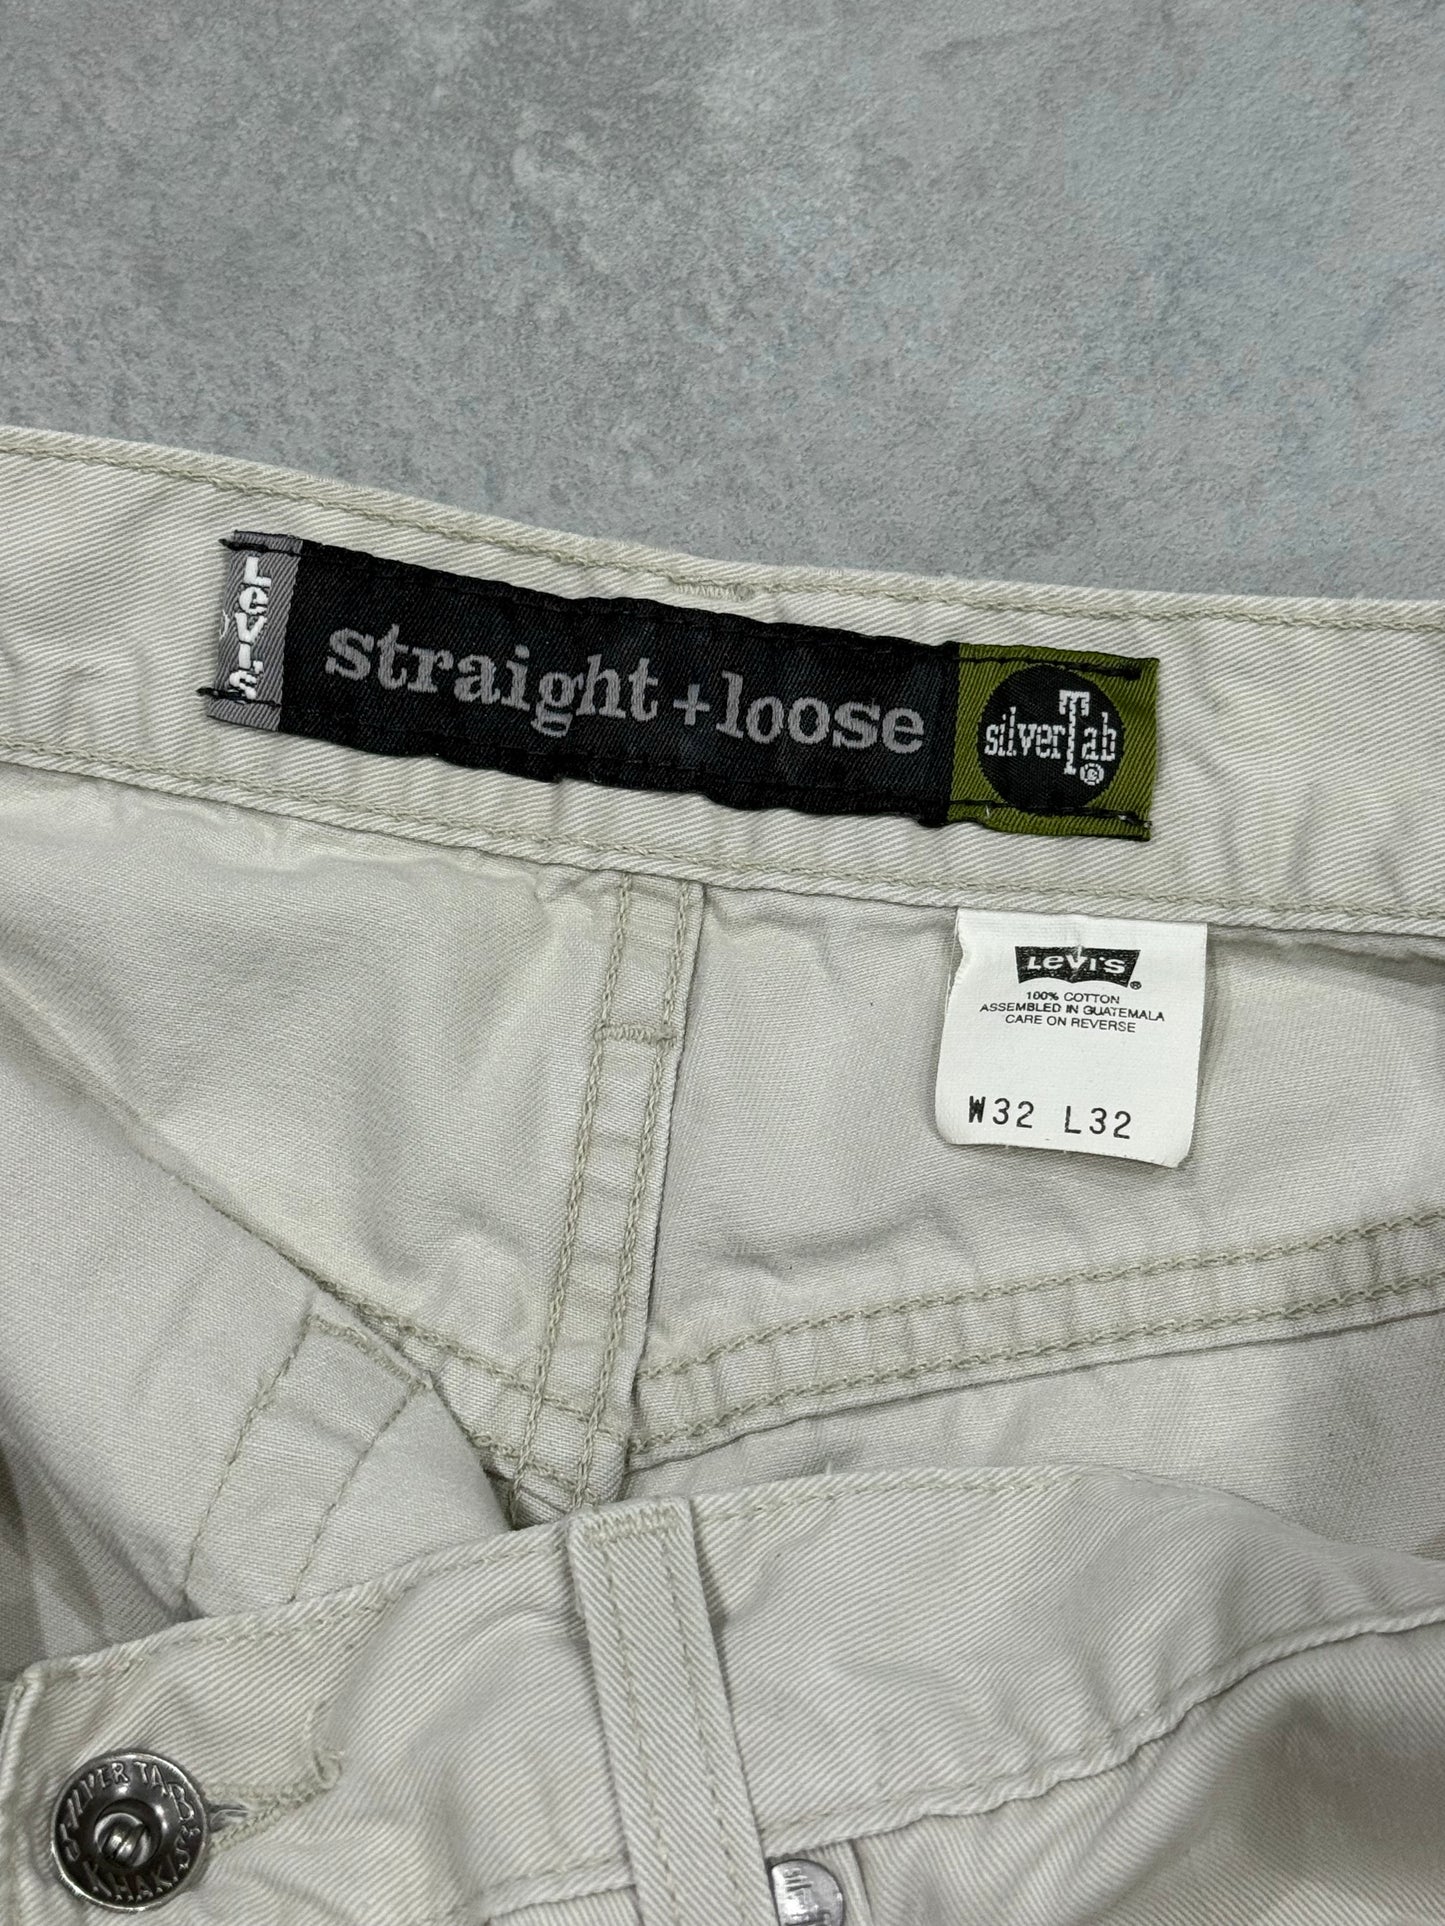 Levi's
straight + loose
silverTab
®
Levi's
®
100% COTTON
ASSEMBLED IN GUATEMALA
CARE ON REVERSE
W32 L32
SILVER TAB
KHAKIS